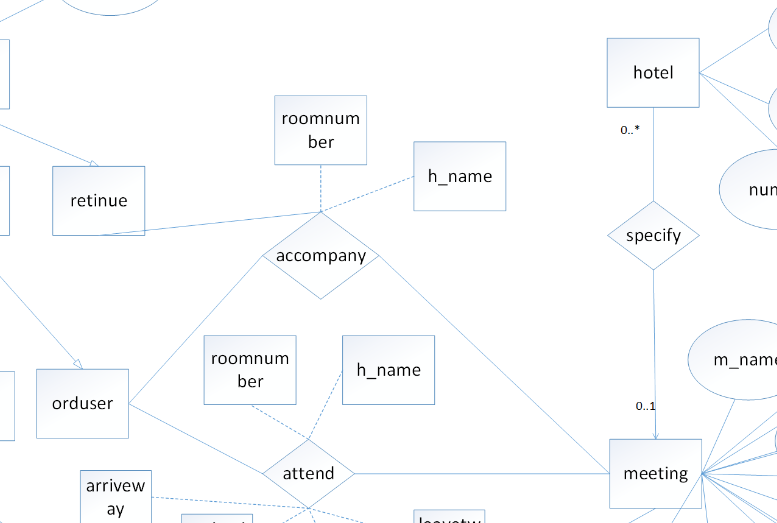 hotel
roomnum
ber
0..*
h_name
retinue
specify
accompany
roomnum
ber
h_name
m_name
orduser
0..1
attend
meeting
arrivew
ay